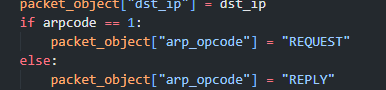 packet_object["dst_ip"] = dst_ip
if arpcode == 1:
    packet_object["arp_opcode"] = "REQUEST"
else:
    packet_object["arp_opcode"] = "REPLY"